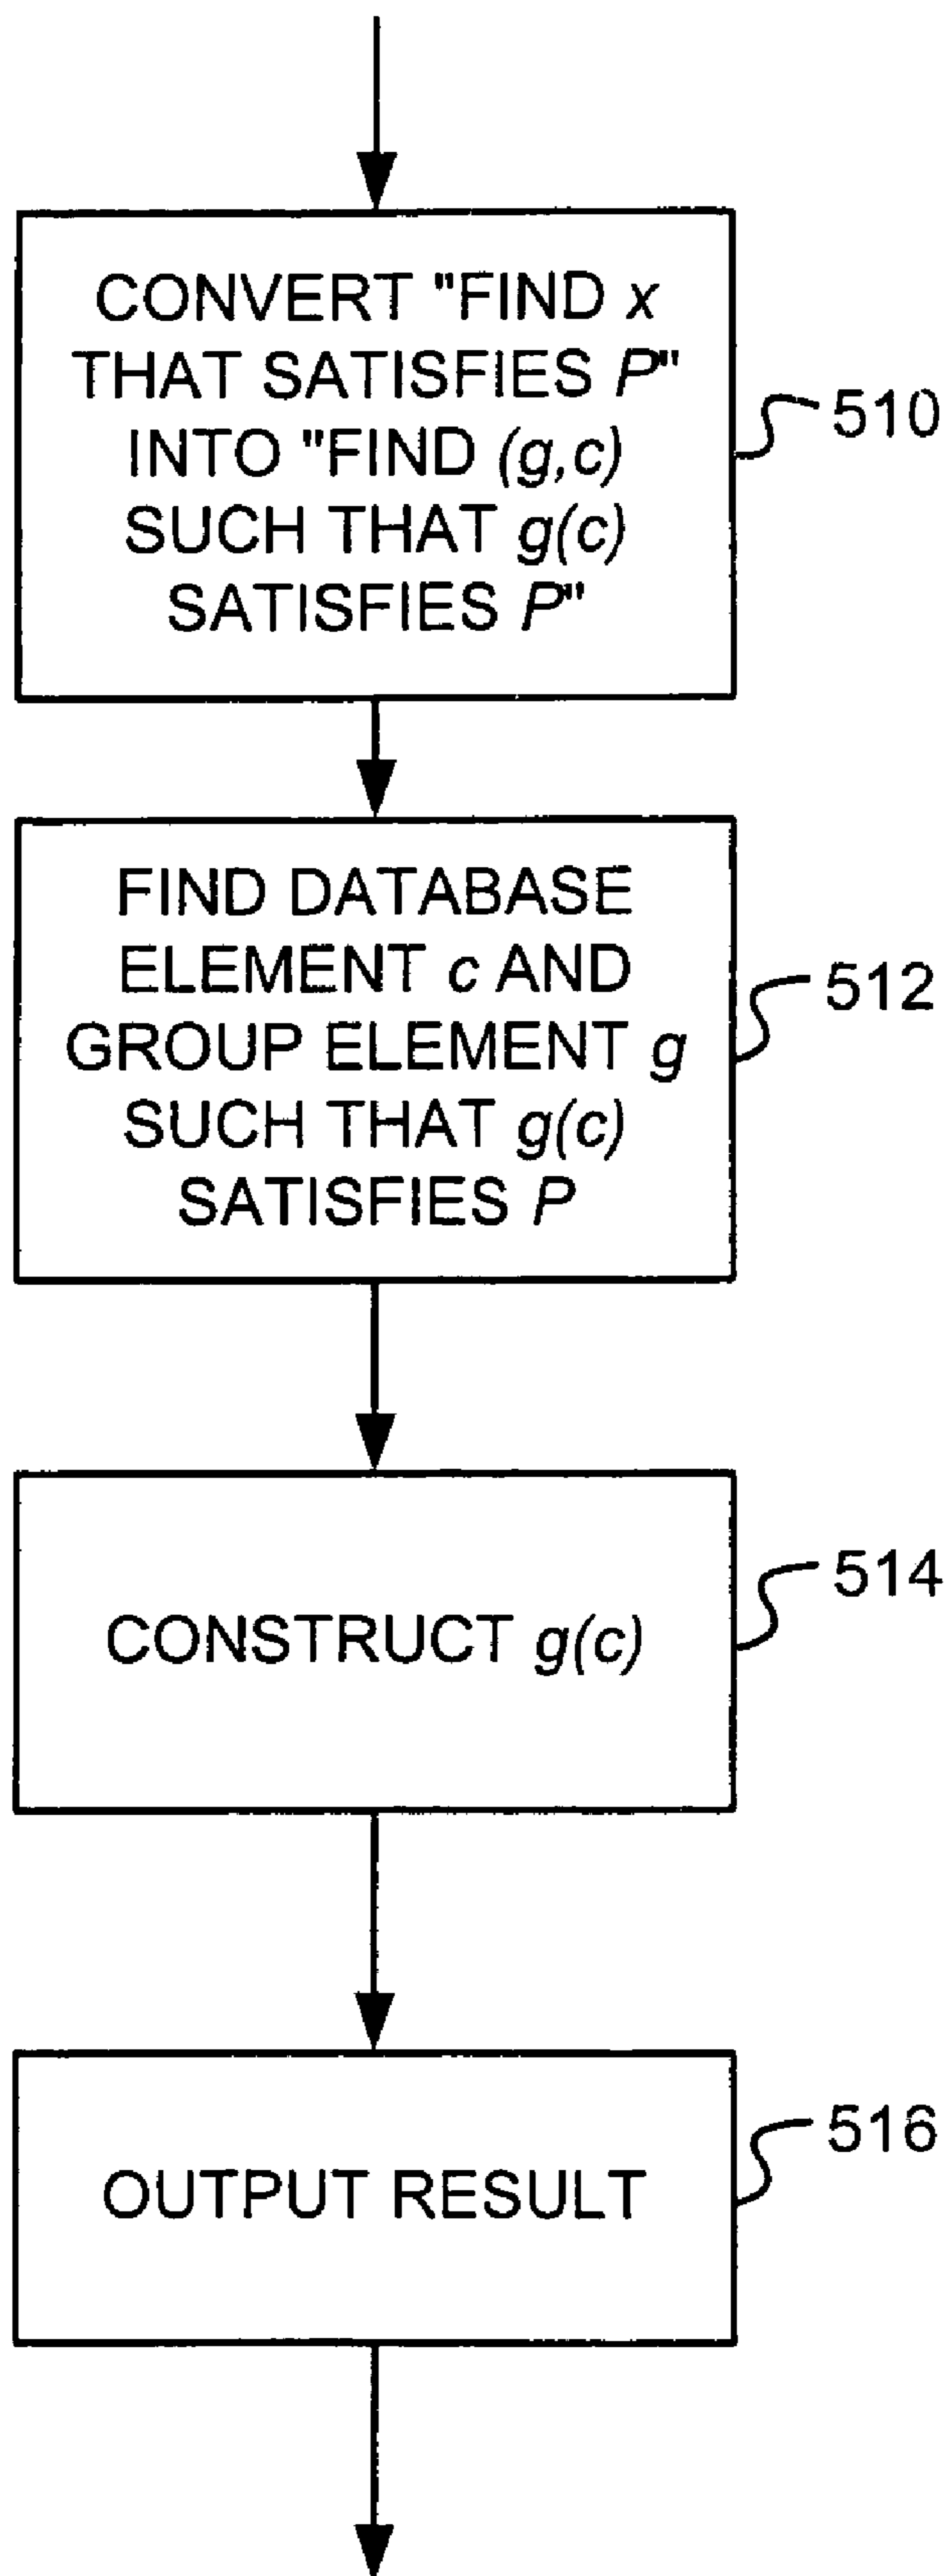 CONVERT "FIND x
THAT SATISFIES P"
INTO "FIND (g,c)
SUCH THAT g(c)
SATISFIES P"
510
FIND DATABASE
ELEMENT c AND
GROUP ELEMENT g
SUCH THAT g(c)
SATISFIES P
512
CONSTRUCT g(c)
514
OUTPUT RESULT
516